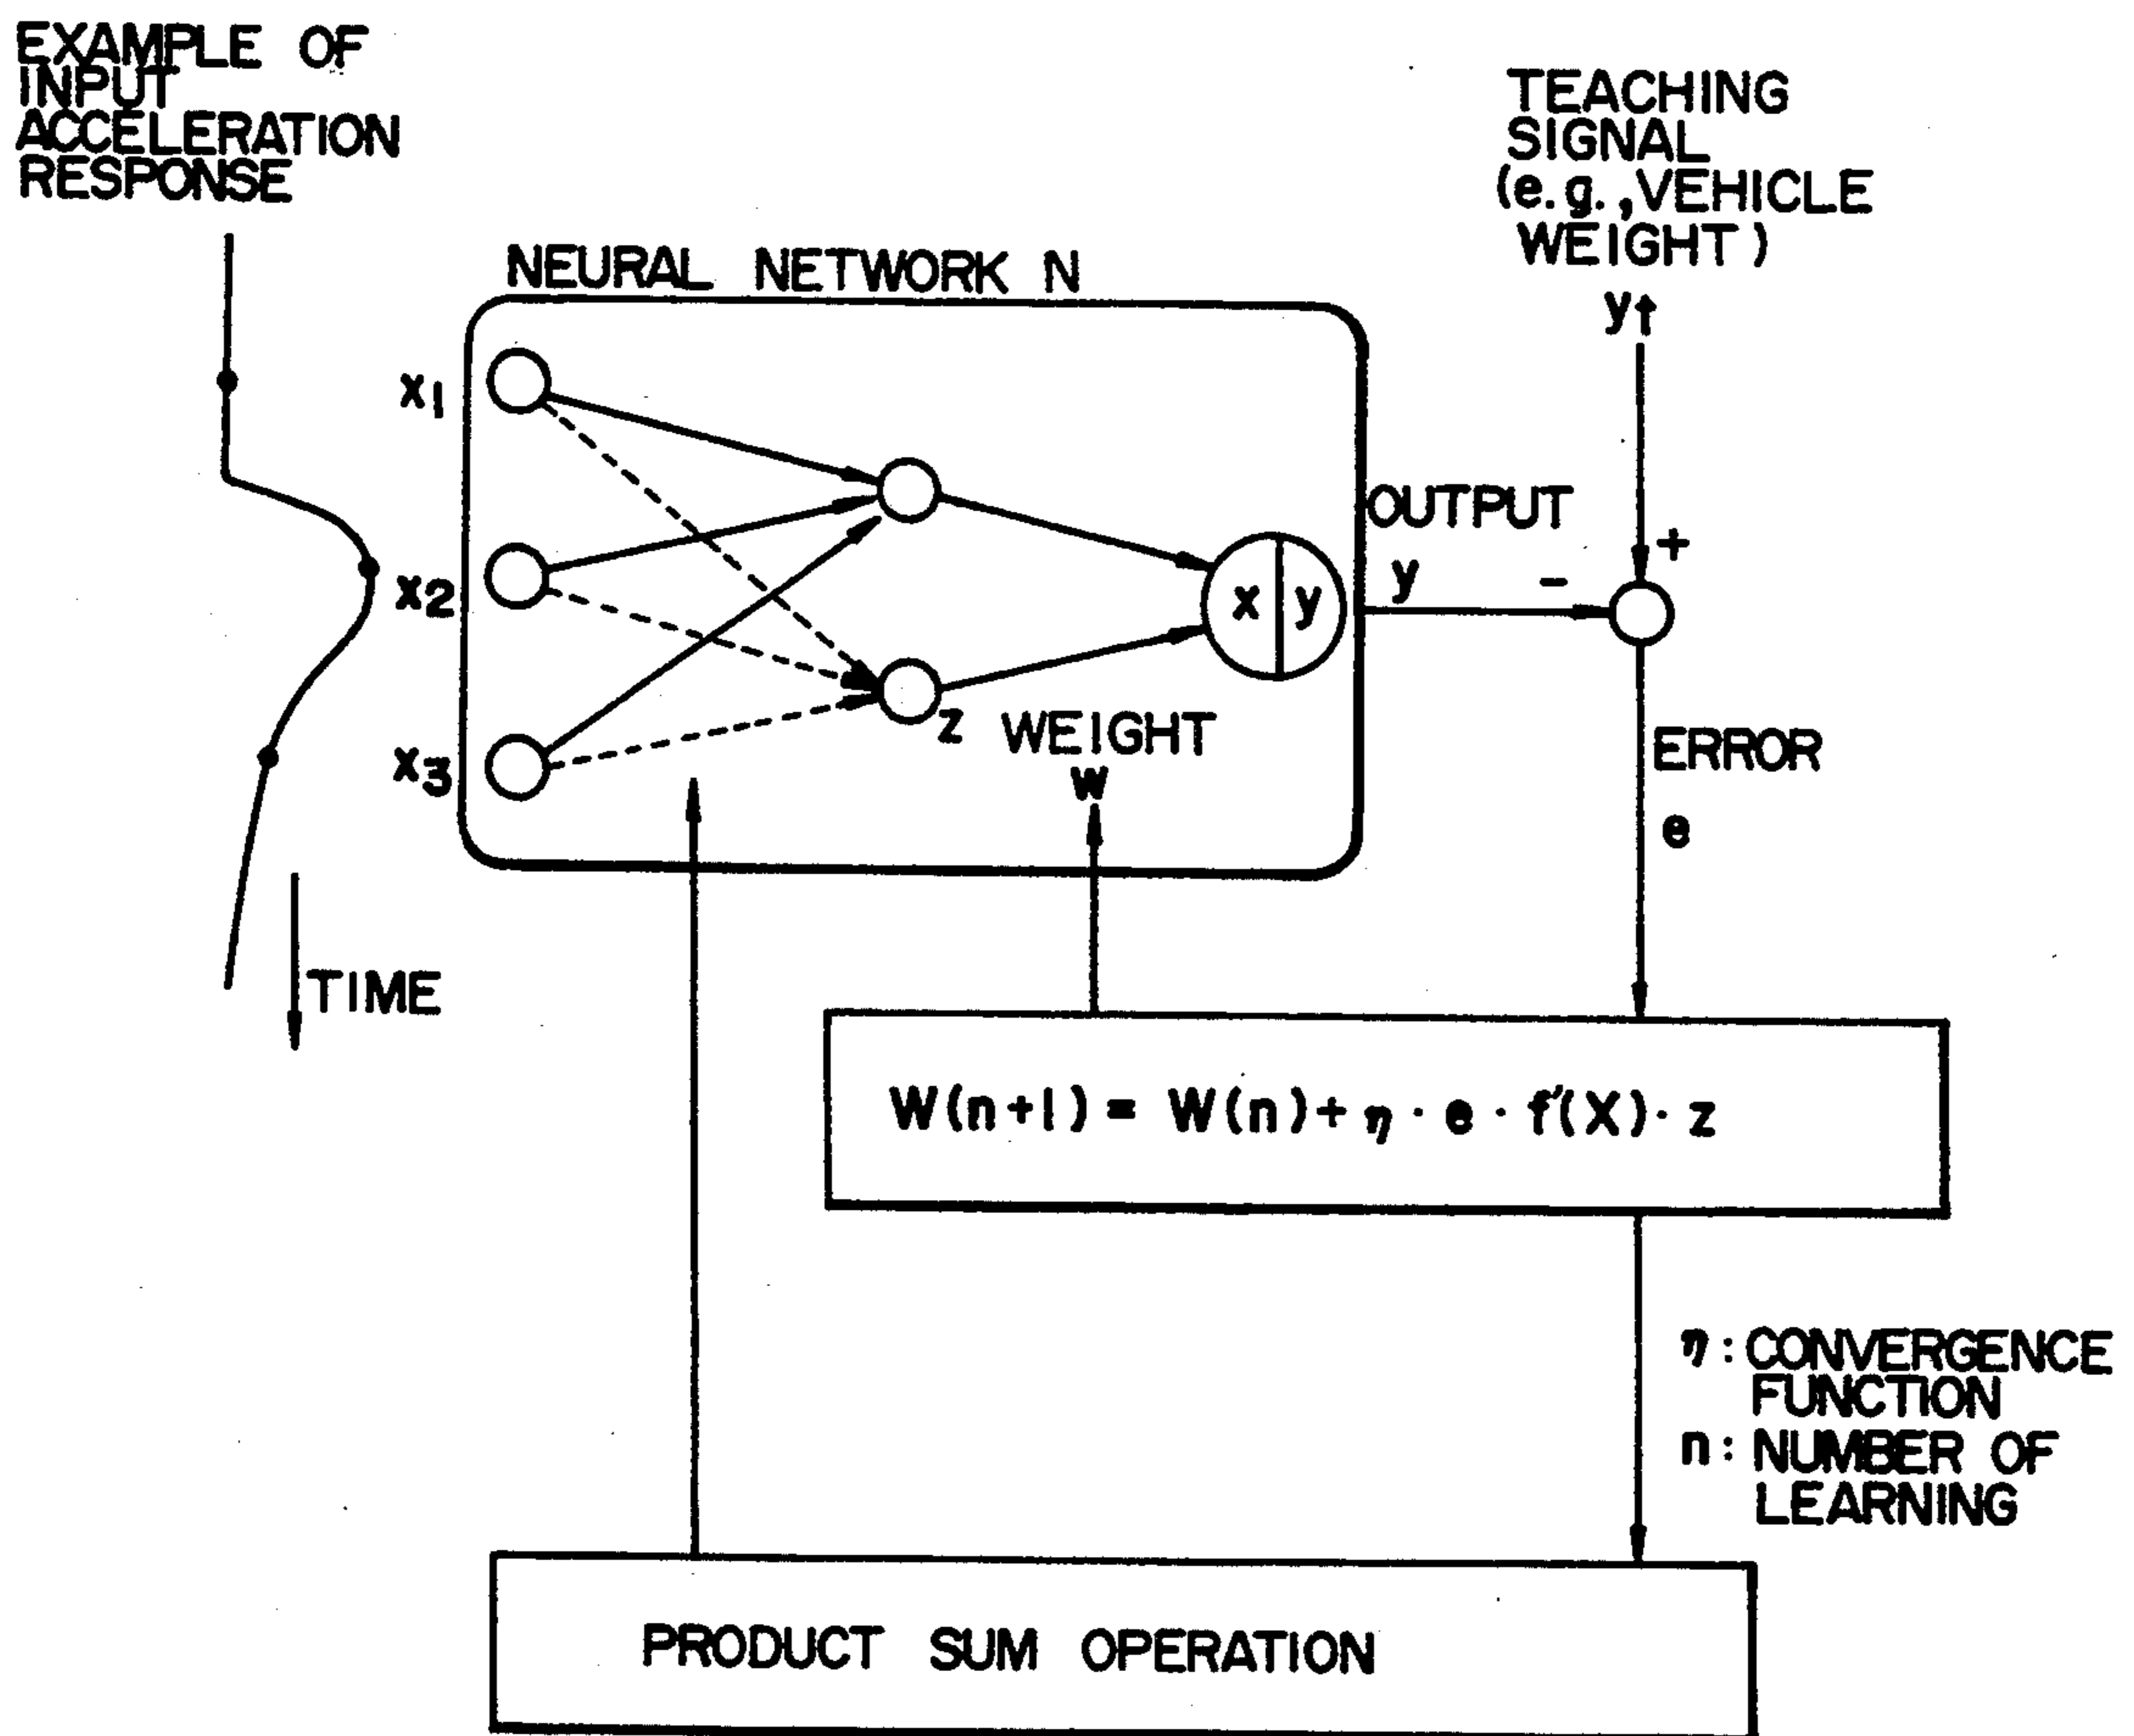 EXAMPLE OF
INPUT
ACCELERATION
RESPONSE
TEACHING
SIGNAL
(e.g.,VEHICLE
WEIGHT)
y↑
NEURAL NETWORK N
x1
x2
x3
x y
z
WEIGHT
w
OUTPUT
y
+
-
ERROR
e
TIME
W(n+1) = W(n)+η·e·f'(X)·z
η: CONVERGENCE
FUNCTION
n: NUMBER OF
LEARNING
PRODUCT SUM OPERATION